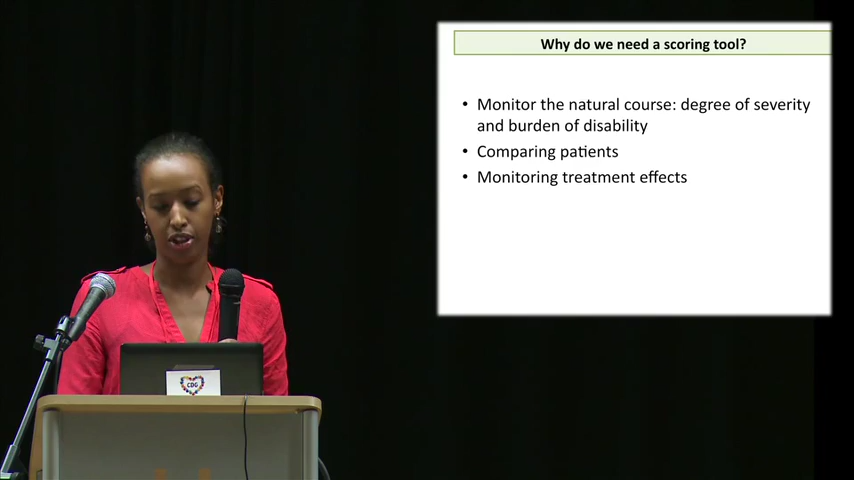 Why do we need a scoring tool?
• Monitor the natural course: degree of severity
and burden of disability
• Comparing patients
• Monitoring treatment effects
CDG